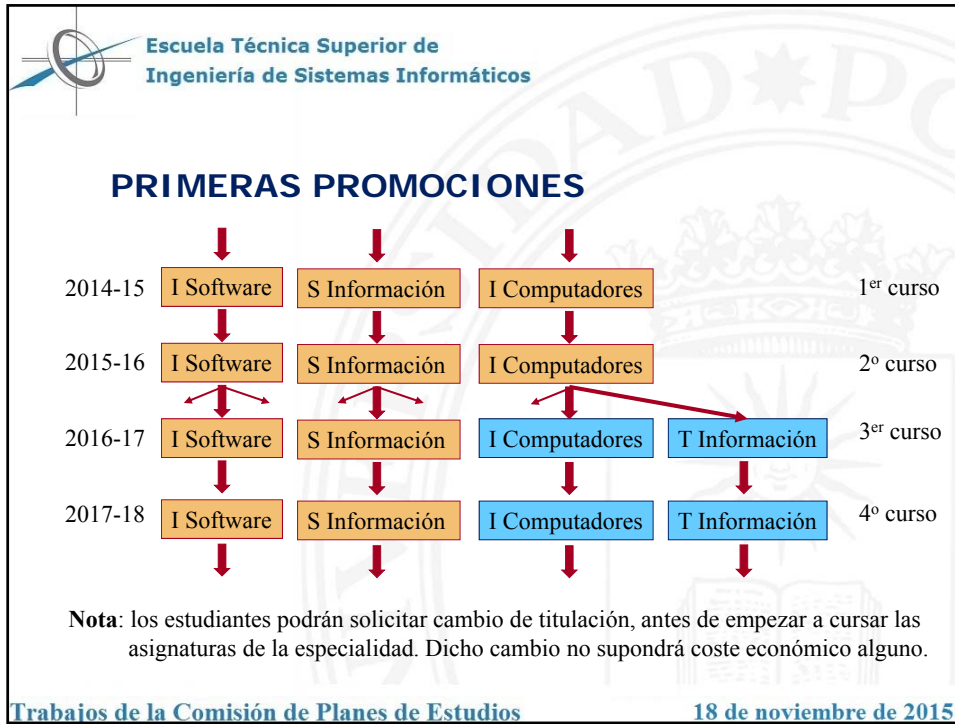 Escuela Técnica Superior de
Ingeniería de Sistemas Informáticos
PRIMERAS PROMOCIONES
2014-15 I Software S Información I Computadores 1er curso
2015-16 I Software S Información I Computadores 2o curso
2016-17 I Software S Información I Computadores T Información 3er curso
2017-18 I Software S Información I Computadores T Información 4o curso
Nota: los estudiantes podrán solicitar cambio de titulación, antes de empezar a cursar las
asignaturas de la especialidad. Dicho cambio no supondrá coste económico alguno.
Trabajos de la Comisión de Planes de Estudios 18 de noviembre de 2015